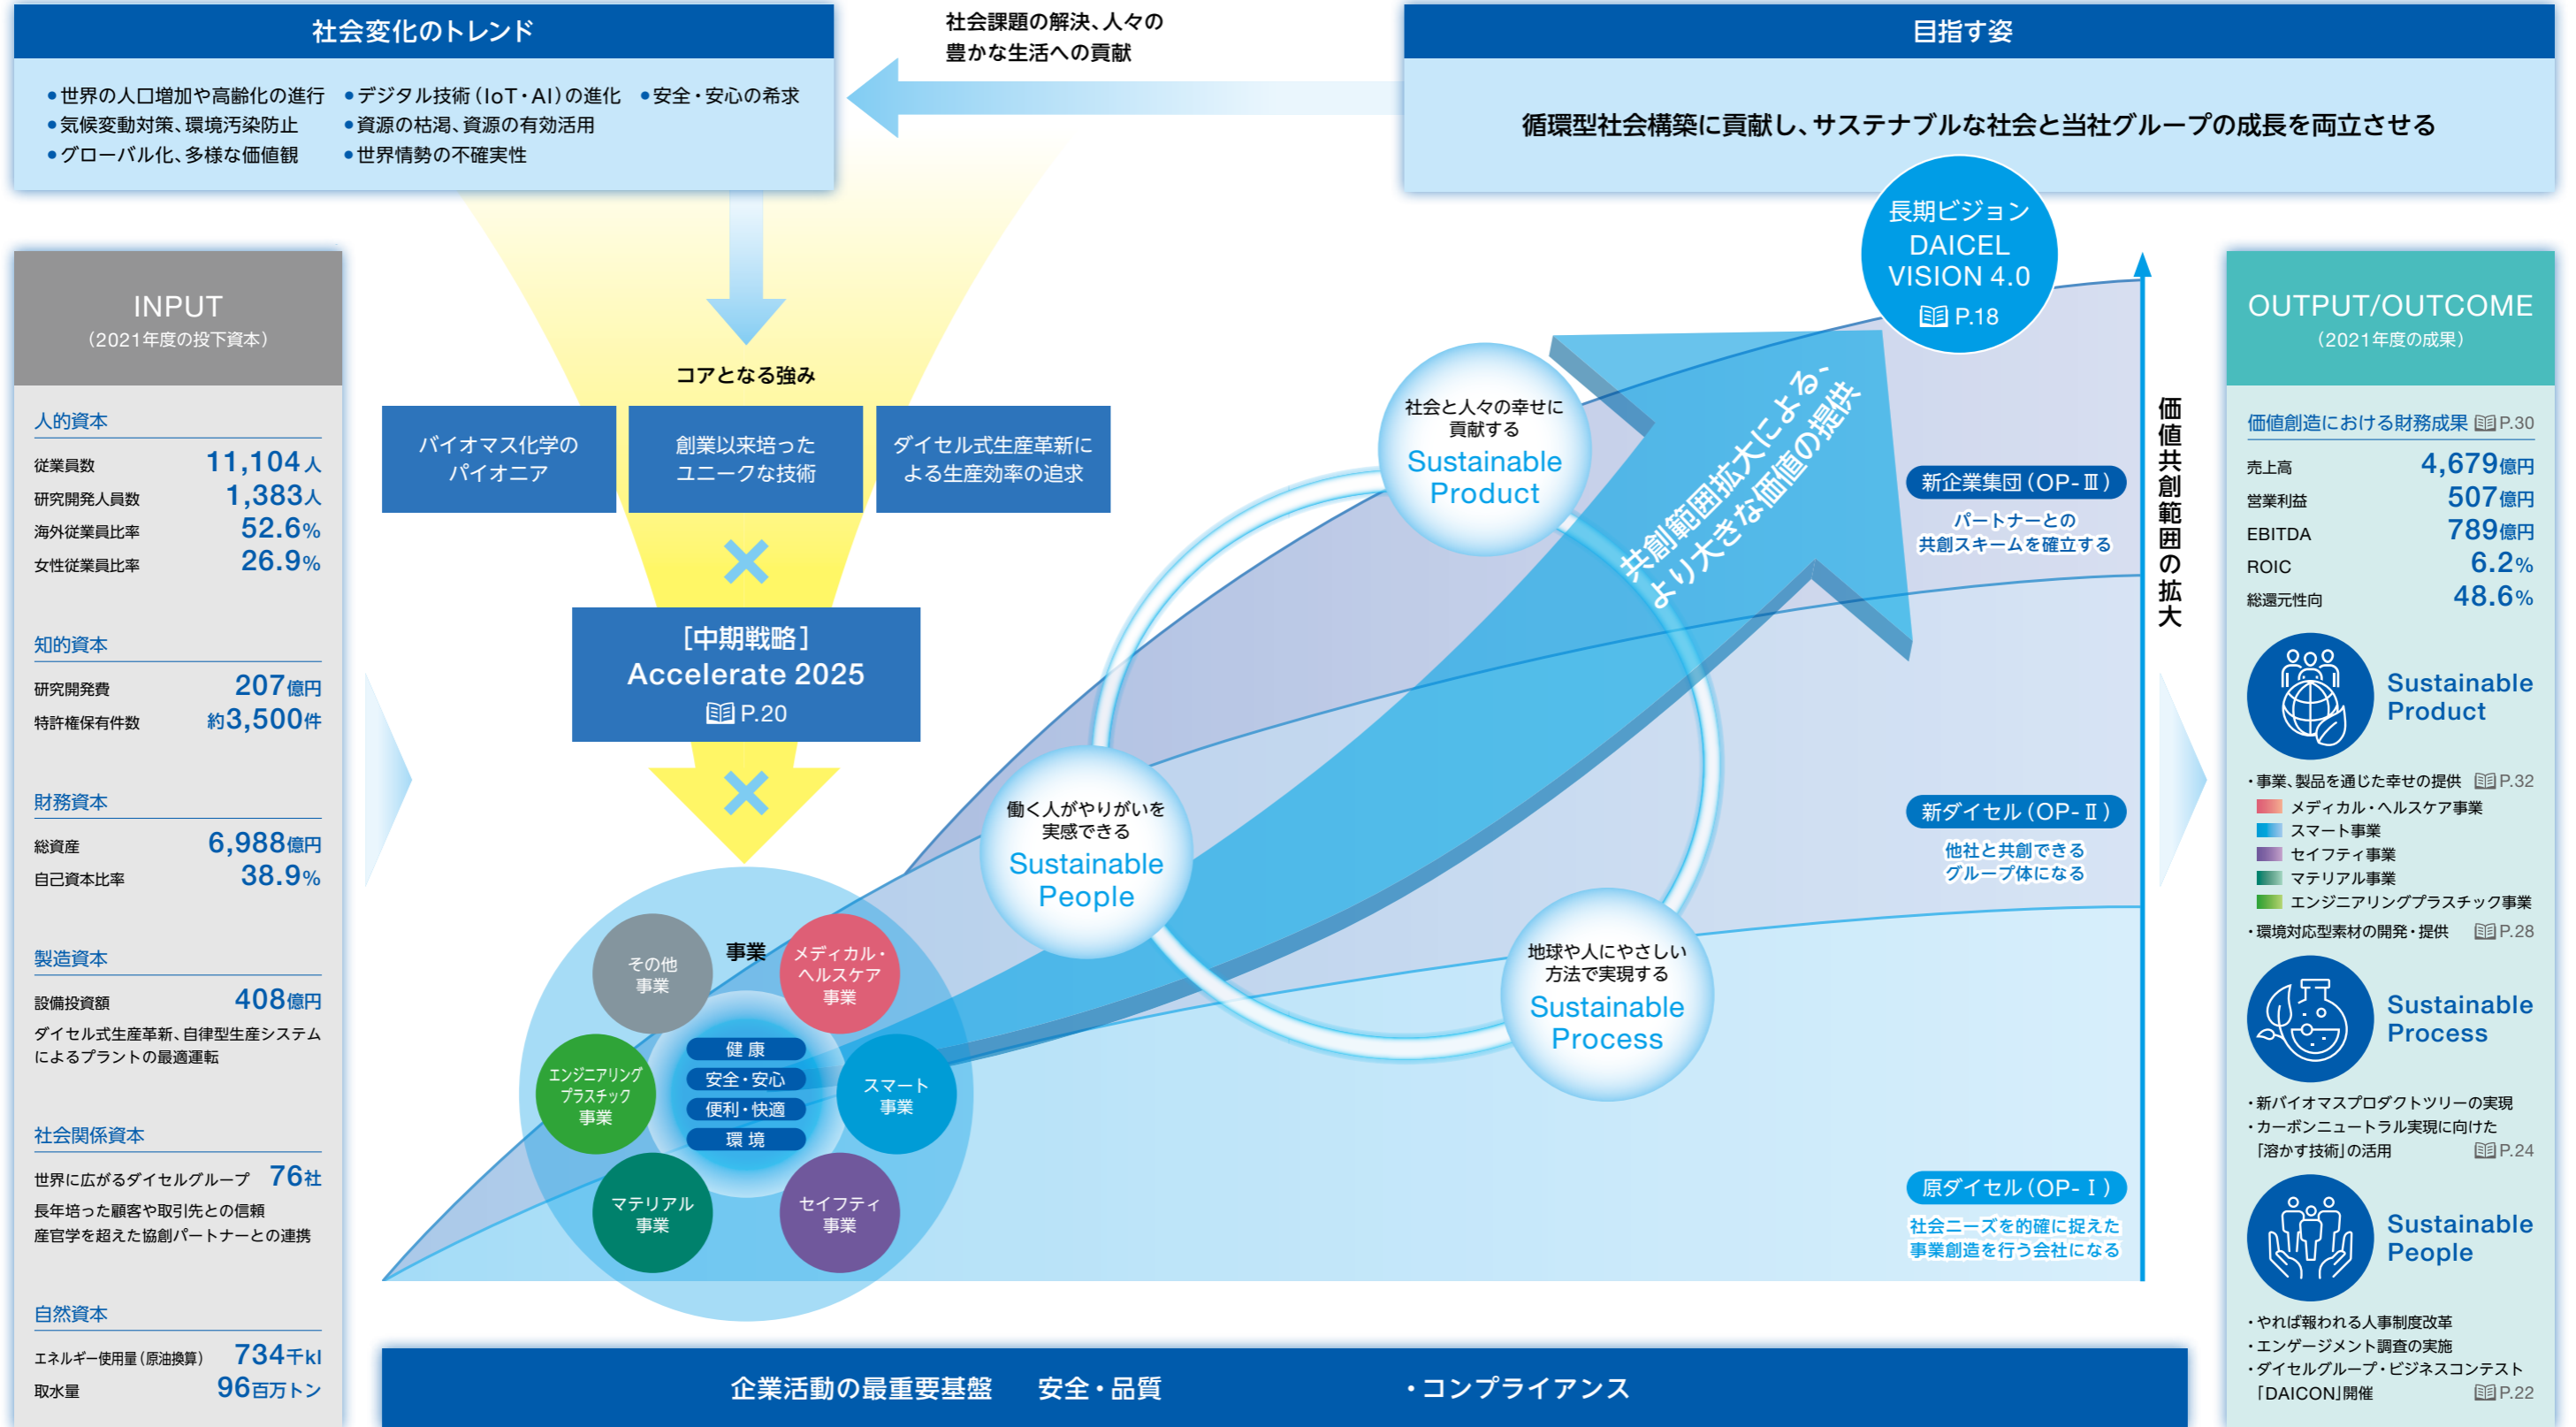 社会変化のトレンド
•世界の人口増加や高齢化の進行
•気候変動対策、環境汚染防止
•グローバル化、多様な価値観
•デジタル技術（IoT・AI）の進化
•資源の枯渇、資源の有効活用
•世界情勢の不確実性
•安全・安心の希求
社会課題の解決、人々の
豊かな生活への貢献
目指す姿
循環型社会構築に貢献し、サステナブルな社会と当社グループの成長を両立させる
長期ビジョン
DAICEL
VISION 4.0
P.18
INPUT
（2021年度の投下資本）
人的資本
従業員数 11,104人
研究開発人員数 1,383人
海外従業員比率 52.6%
女性従業員比率 26.9%
知的資本
研究開発費 207億円
特許権保有件数 約3,500件
財務資本
総資産 6,988億円
自己資本比率 38.9%
製造資本
設備投資額 408億円
ダイセル式生産革新、自律型生産システム
によるプラントの最適運転
社会関係資本
世界に広がるダイセルグループ 76社
長年培った顧客や取引先との信頼
産官学を超えた協創パートナーとの連携
自然資本
エネルギー使用量（原油換算） 734千kl
取水量 96百万トン
コアとなる強み
バイオマス化学の
パイオニア
創業以来培った
ユニークな技術
ダイセル式生産革新に
よる生産効率の追求
×
［中期戦略］
Accelerate 2025
P.20
×
事業
その他
事業
メディカル・
ヘルスケア
事業
エンジニアリング
プラスチック
事業
スマート
事業
マテリアル
事業
セイフティ
事業
健康
安全・安心
便利・快適
環境
社会と人々の幸せに
貢献する
Sustainable
Product
働く人がやりがいを
実感できる
Sustainable
People
地球や人にやさしい
方法で実現する
Sustainable
Process
共創範囲拡大による、
より大きな価値の提供
価値共創範囲の拡大
新企業集団（OP-Ⅲ）
パートナーとの
共創スキームを確立する
新ダイセル（OP-Ⅱ）
他社と共創できる
グループ体になる
原ダイセル（OP-Ⅰ）
社会ニーズを的確に捉えた
事業創造を行う会社になる
企業活動の最重要基盤 安全・品質 ・コンプライアンス
OUTPUT/OUTCOME
（2021年度の成果）
価値創造における財務成果 P.30
売上高 4,679億円
営業利益 507億円
EBITDA 789億円
ROIC 6.2%
総還元性向 48.6%
Sustainable
Product
・事業、製品を通じた幸せの提供 P.32
メディカル・ヘルスケア事業
スマート事業
セイフティ事業
マテリアル事業
エンジニアリングプラスチック事業
・環境対応型素材の開発・提供 P.28
Sustainable
Process
・新バイオマスプロダクトツリーの実現
・カーボンニュートラル実現に向けた
「溶かす技術」の活用 P.24
Sustainable
People
・やれば報われる人事制度改革
・エンゲージメント調査の実施
・ダイセルグループ・ビジネスコンテスト
「DAICON」開催 P.22